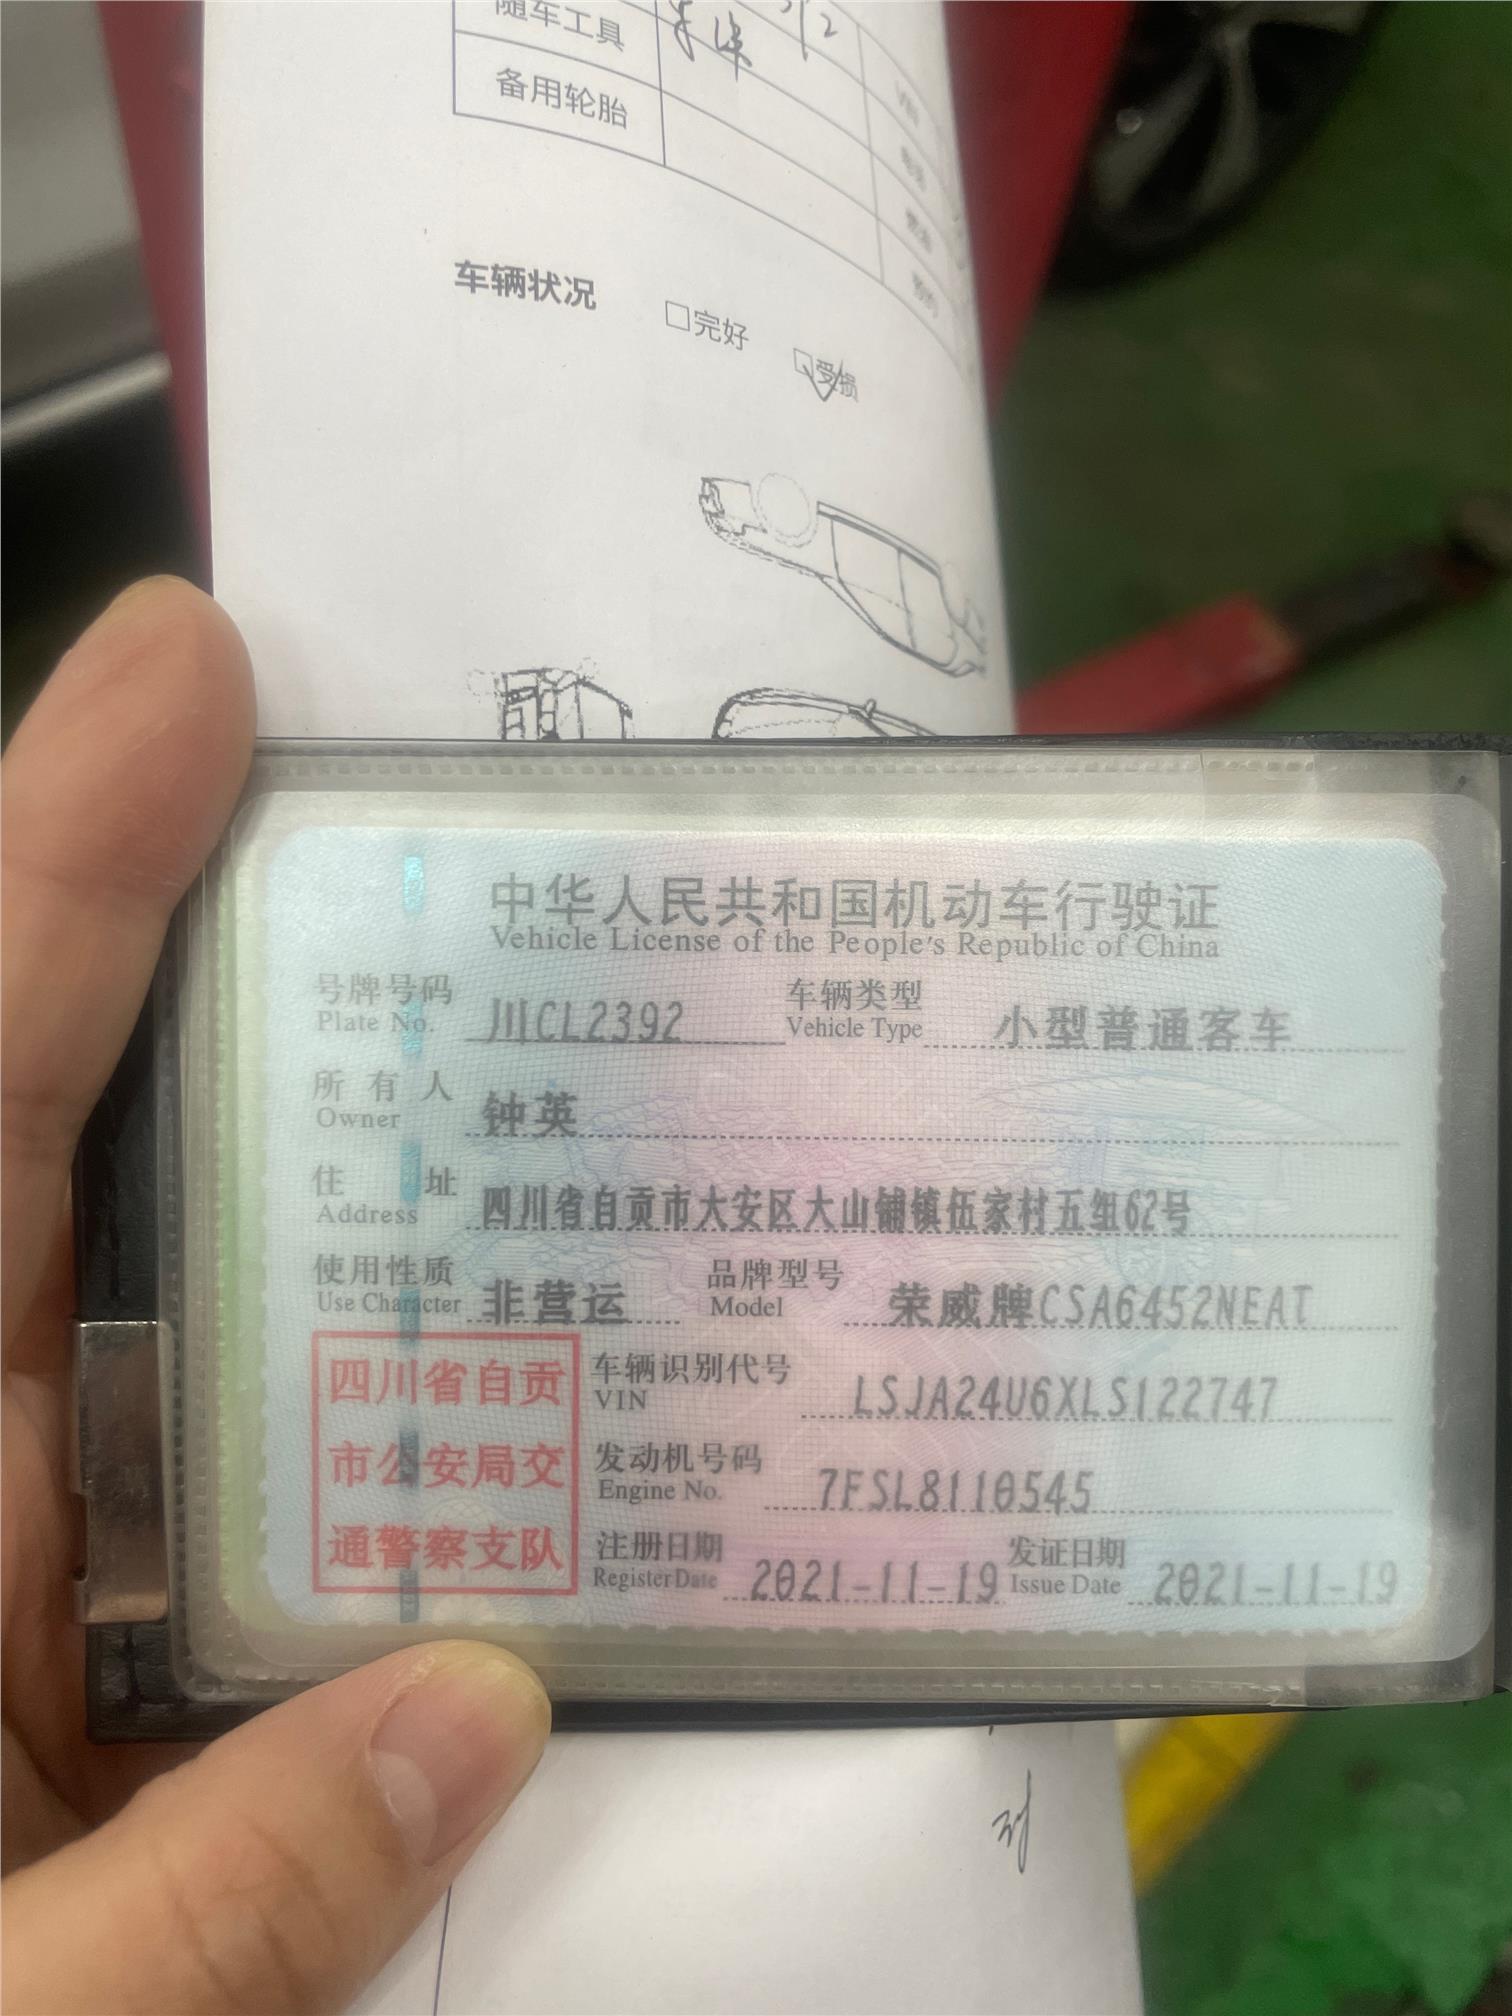 随车工具
备用轮胎
车辆状况 □完好 □受损
中华人民共和国机动车行驶证
Vehicle License of the People's Republic of China
号牌号码 川CL2392 车辆类型 小型普通客车
Plate No. Vehicle Type
所有人 钟英
Owner
住址 四川省自贡市大安区大山铺镇伍家村五组62号
Address
使用性质 非营运 品牌型号 荣威牌CSA6452NEAT
Use Character Model
四川省自贡
市公安局交
通警察支队
车辆识别代号 LSJA24U6XLS122747
VIN
发动机号码 7FSL8110545
Engine No.
注册日期 2021-11-19 发证日期 2021-11-19
Register Date Issue Date